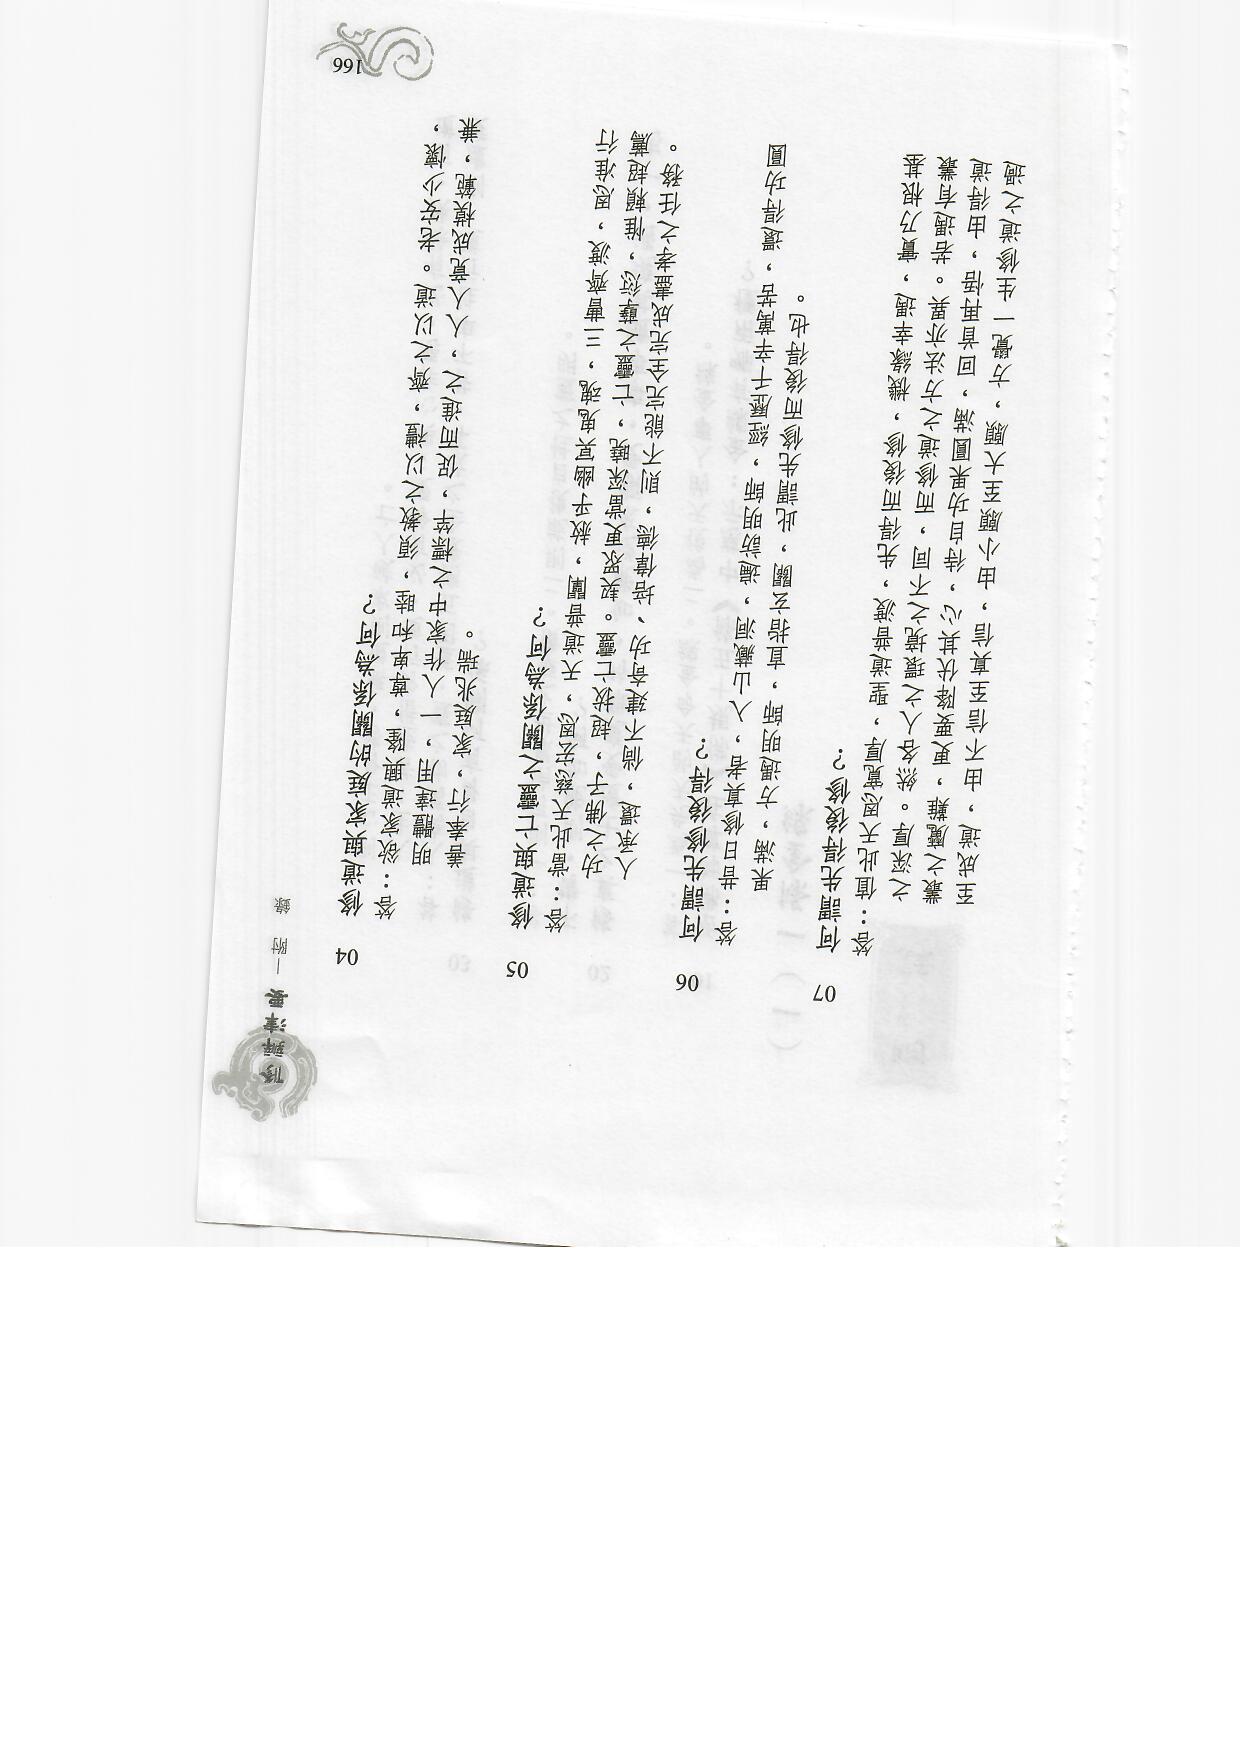 修辦津要
－附　錄
04
修道與家庭的關係為何？
答：欲家道興隆，尊卑和睦，須教之以禮，齊之以道。老安少懷，
明體達用，一人作家中之標竿，促而進之，人人竟成模範，兼
善奉行，家庭兆瑞。
05
修道與亡靈之關係為何？
答：當此天慈宏恩，天道普闡，赦乎幽冥鬼魂，三曹齊渡，恩准行
功之佛子，超拔亡靈。契眾更當深曉，亡靈之孽愆，惟賴超薦
人承還，倘不建奇功、培偉德，則不能完全完成盡孝之任務。
06
何謂先修後得？
答：昔日修真者，入山藏洞，遍訪明師，經歷千辛萬苦，還得功圓
果滿，方遇明師，直指玄關，此謂先修而後得也。
07
何謂先得後修？
答：值此天恩寬厚，聖道普渡，先得而後修，機緣幸遇，實乃根基
之深厚。然各人之環境之不同，而修道之方法亦異。若遇有叢
叢之魔難，更要降伏其心，待自功果圓滿，回首再悟，由得道
至成道，由不信至真信，由小願至大願，方覺一生修道之過
166